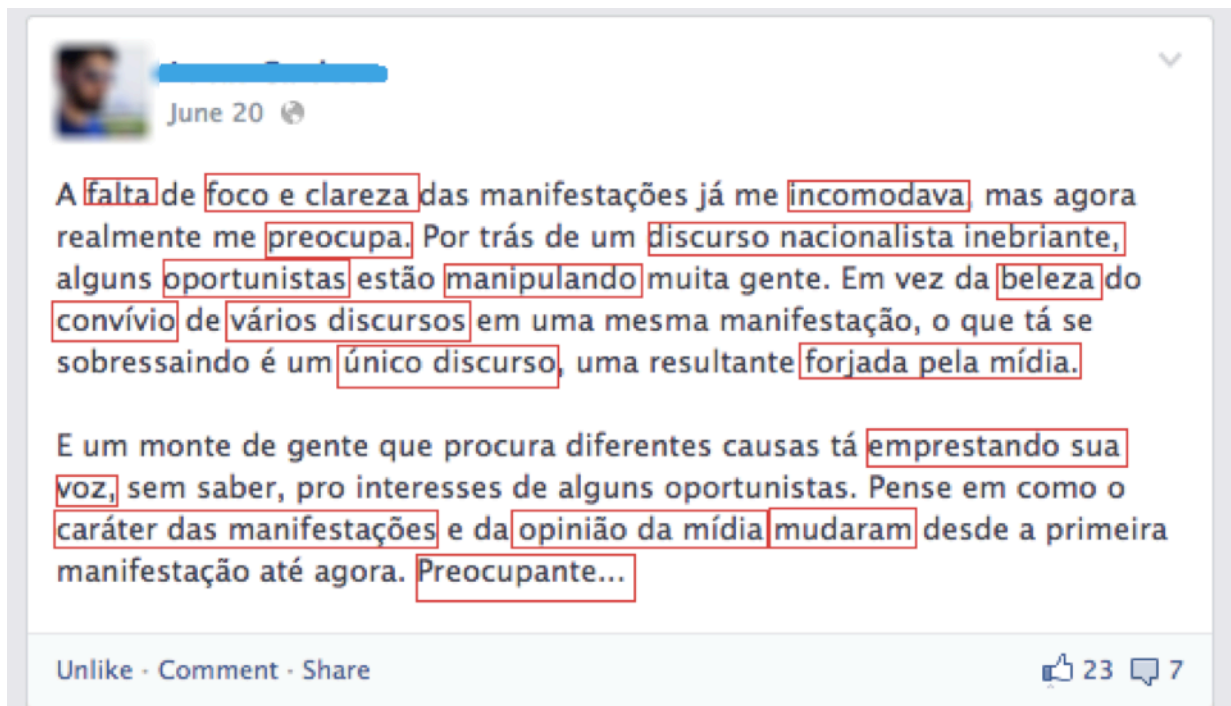 June 20
A falta de foco e clareza das manifestações já me incomodava, mas agora
realmente me preocupa. Por trás de um discurso nacionalista inebriante,
alguns oportunistas estão manipulando muita gente. Em vez da beleza do
convívio de vários discursos em uma mesma manifestação, o que tá se
sobressaindo é um único discurso, uma resultante forjada pela mídia.
E um monte de gente que procura diferentes causas tá emprestando sua
voz, sem saber, pro interesses de alguns oportunistas. Pense em como o
caráter das manifestações e da opinião da mídia mudaram desde a primeira
manifestação até agora. Preocupante...
Unlike · Comment · Share 23 7